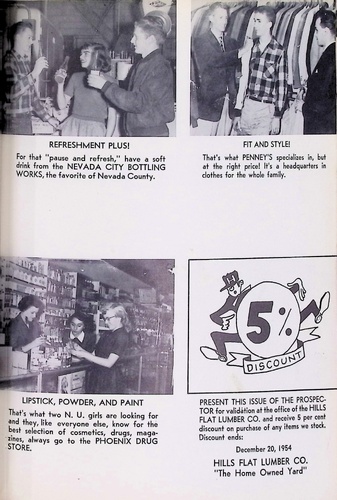 REFRESHMENT PLUS!
For that "pause and refresh," have a soft
drink from the NEVADA CITY BOTTLING
WORKS, the favorite of Nevada County.
FIT AND STYLE!
That's what PENNEY'S specializes in, but
at the right price! It's a headquarters in
clothes for the whole family.
LIPSTICK, POWDER, AND PAINT
That's what two N. U. girls are looking for
and they, like everyone else, know for the
best selection of cosmetics, drugs, maga-
zines, always go to the PHOENIX DRUG
STORE.
5%
DISCOUNT
PRESENT THIS ISSUE OF THE PROSPEC-
TOR for validation at the office of the HILLS
FLAT LUMBER CO. and receive 5 per cent
discount on purchase of any items we stock.
Discount ends:
December 20, 1954
HILLS FLAT LUMBER CO.
"The Home Owned Yard"